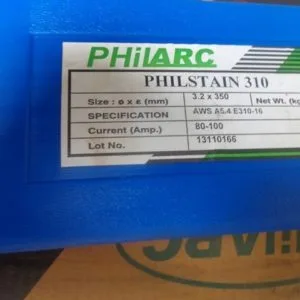 PHilARC
PHILSTAIN 310
Size : ø x ε (mm) 3.2 x 350 Net Wt. (kg
SPECIFICATION AWS A5.4 E310-16
Current (Amp.) 80-100
Lot No. 13110166
hilARC